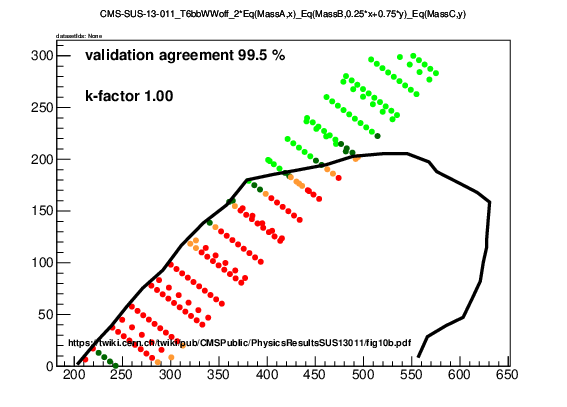 CMS-SUS-13-011_T6bbWWoff_2*Eq(MassA,x)_Eq(MassB,0.25*x+0.75*y)_Eq(MassC,y)
datasetIds: None
validation agreement 99.5 %
k-factor 1.00
300
250
200
150
100
50
0
https://twiki.cern.ch/twiki/pub/CMSPublic/PhysicsResultsSUS13011/fig10b.pdf
200 250 300 350 400 450 500 550 600 650